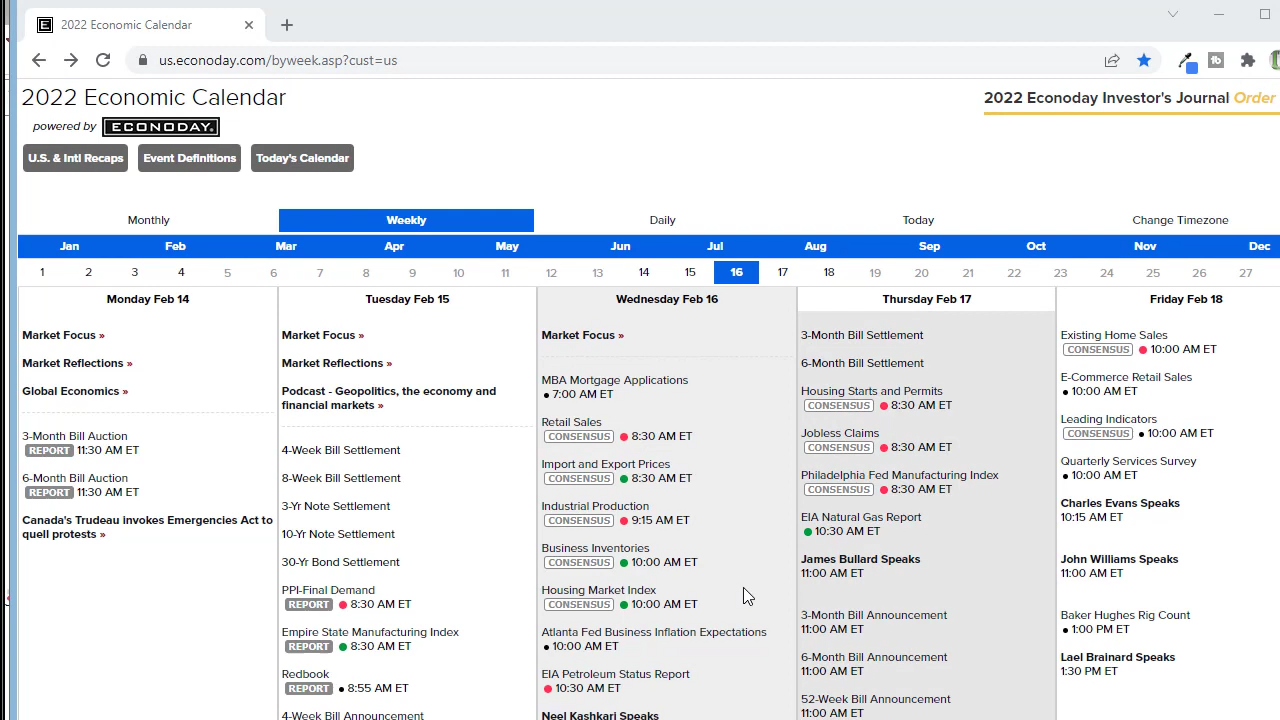 2022 Economic Calendar
us.econoday.com/byweek.asp?cust=us
2022 Economic Calendar
2022 Econoday Investor's Journal Order
powered by ECONODAY.
U.S. & Intl Recaps Event Definitions Today's Calendar
Monthly Weekly Daily Today Change Timezone
Jan Feb Mar Apr May Jun Jul Aug Sep Oct Nov Dec
1 2 3 4 5 6 7 8 9 10 11 12 13 14 15 16 17 18 19 20 21 22 23 24 25 26 27
Monday Feb 14
Market Focus »
Market Reflections »
Global Economics »
3-Month Bill Auction
REPORT 11:30 AM ET
6-Month Bill Auction
REPORT 11:30 AM ET
Canada's Trudeau invokes Emergencies Act to
quell protests »
Tuesday Feb 15
Market Focus »
Market Reflections »
Podcast - Geopolitics, the economy and
financial markets »
4-Week Bill Settlement
8-Week Bill Settlement
3-Yr Note Settlement
10-Yr Note Settlement
30-Yr Bond Settlement
PPI-Final Demand
REPORT 8:30 AM ET
Empire State Manufacturing Index
REPORT 8:30 AM ET
Redbook
REPORT 8:55 AM ET
4-Week Bill Announcement
Wednesday Feb 16
Market Focus »
MBA Mortgage Applications
7:00 AM ET
Retail Sales
CONSENSUS 8:30 AM ET
Import and Export Prices
CONSENSUS 8:30 AM ET
Industrial Production
CONSENSUS 9:15 AM ET
Business Inventories
CONSENSUS 10:00 AM ET
Housing Market Index
CONSENSUS 10:00 AM ET
Atlanta Fed Business Inflation Expectations
10:00 AM ET
EIA Petroleum Status Report
10:30 AM ET
Neel Kashkari Speaks
Thursday Feb 17
3-Month Bill Settlement
6-Month Bill Settlement
Housing Starts and Permits
CONSENSUS 8:30 AM ET
Jobless Claims
CONSENSUS 8:30 AM ET
Philadelphia Fed Manufacturing Index
CONSENSUS 8:30 AM ET
EIA Natural Gas Report
10:30 AM ET
James Bullard Speaks
11:00 AM ET
3-Month Bill Announcement
11:00 AM ET
6-Month Bill Announcement
11:00 AM ET
52-Week Bill Announcement
11:00 AM ET
Friday Feb 18
Existing Home Sales
CONSENSUS 10:00 AM ET
E-Commerce Retail Sales
10:00 AM ET
Leading Indicators
CONSENSUS 10:00 AM ET
Quarterly Services Survey
10:00 AM ET
Charles Evans Speaks
10:15 AM ET
John Williams Speaks
11:00 AM ET
Baker Hughes Rig Count
1:00 PM ET
Lael Brainard Speaks
1:30 PM ET